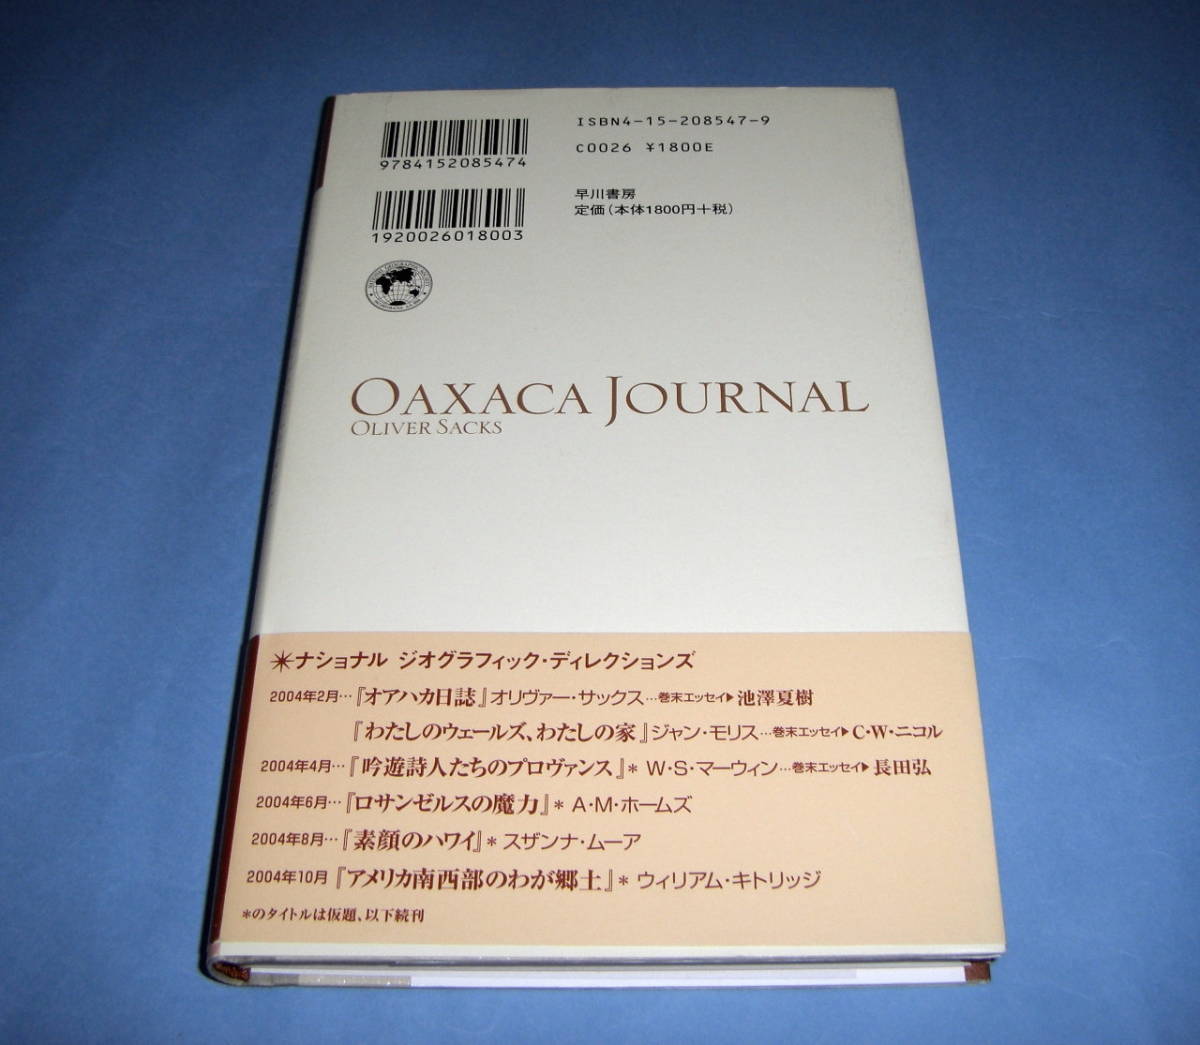 ISBN4-15-208547-9
C0026 ¥1800E
9784152085474
早川書房
定価(本体1800円+税)
1920026018003
NATIONAL GEOGRAPHIC SOCIETY
OAXACA JOURNAL
OLIVER SACKS
ナショナル ジオグラフィック・ディレクションズ
2004年2月…『オアハカ日誌』オリヴァー・サックス…巻末エッセイ▶池澤夏樹
『わたしのウェールズ、わたしの家』ジャン・モリス…巻末エッセイ▶C・W・ニコル
2004年4月…『吟遊詩人たちのプロヴァンス』* W・S・マーウィン…巻末エッセイ▶長田弘
2004年6月…『ロサンゼルスの魔力』* A・M・ホームズ
2004年8月…『素顔のハワイ』* スザンナ・ムーア
2004年10月『アメリカ南西部のわが郷土』* ウィリアム・キトリッジ
*のタイトルは仮題、以下続刊